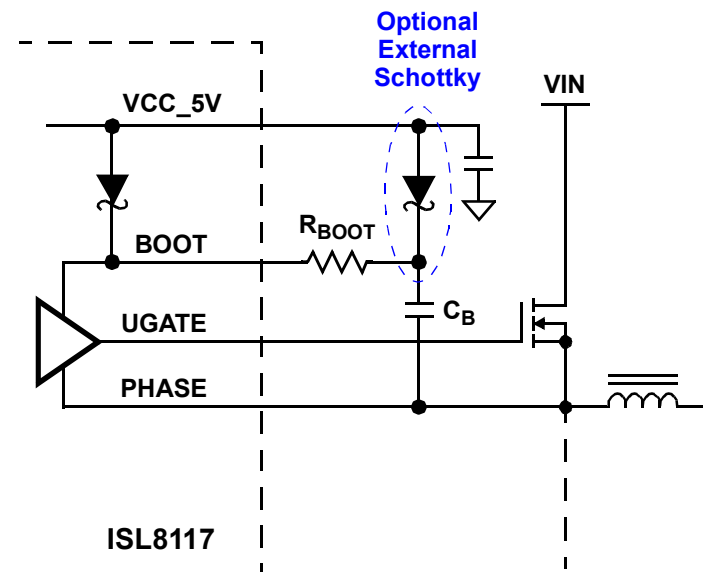 Optional
External
Schottky
VCC_5V
VIN
RBOOT
BOOT
CB
UGATE
PHASE
ISL8117